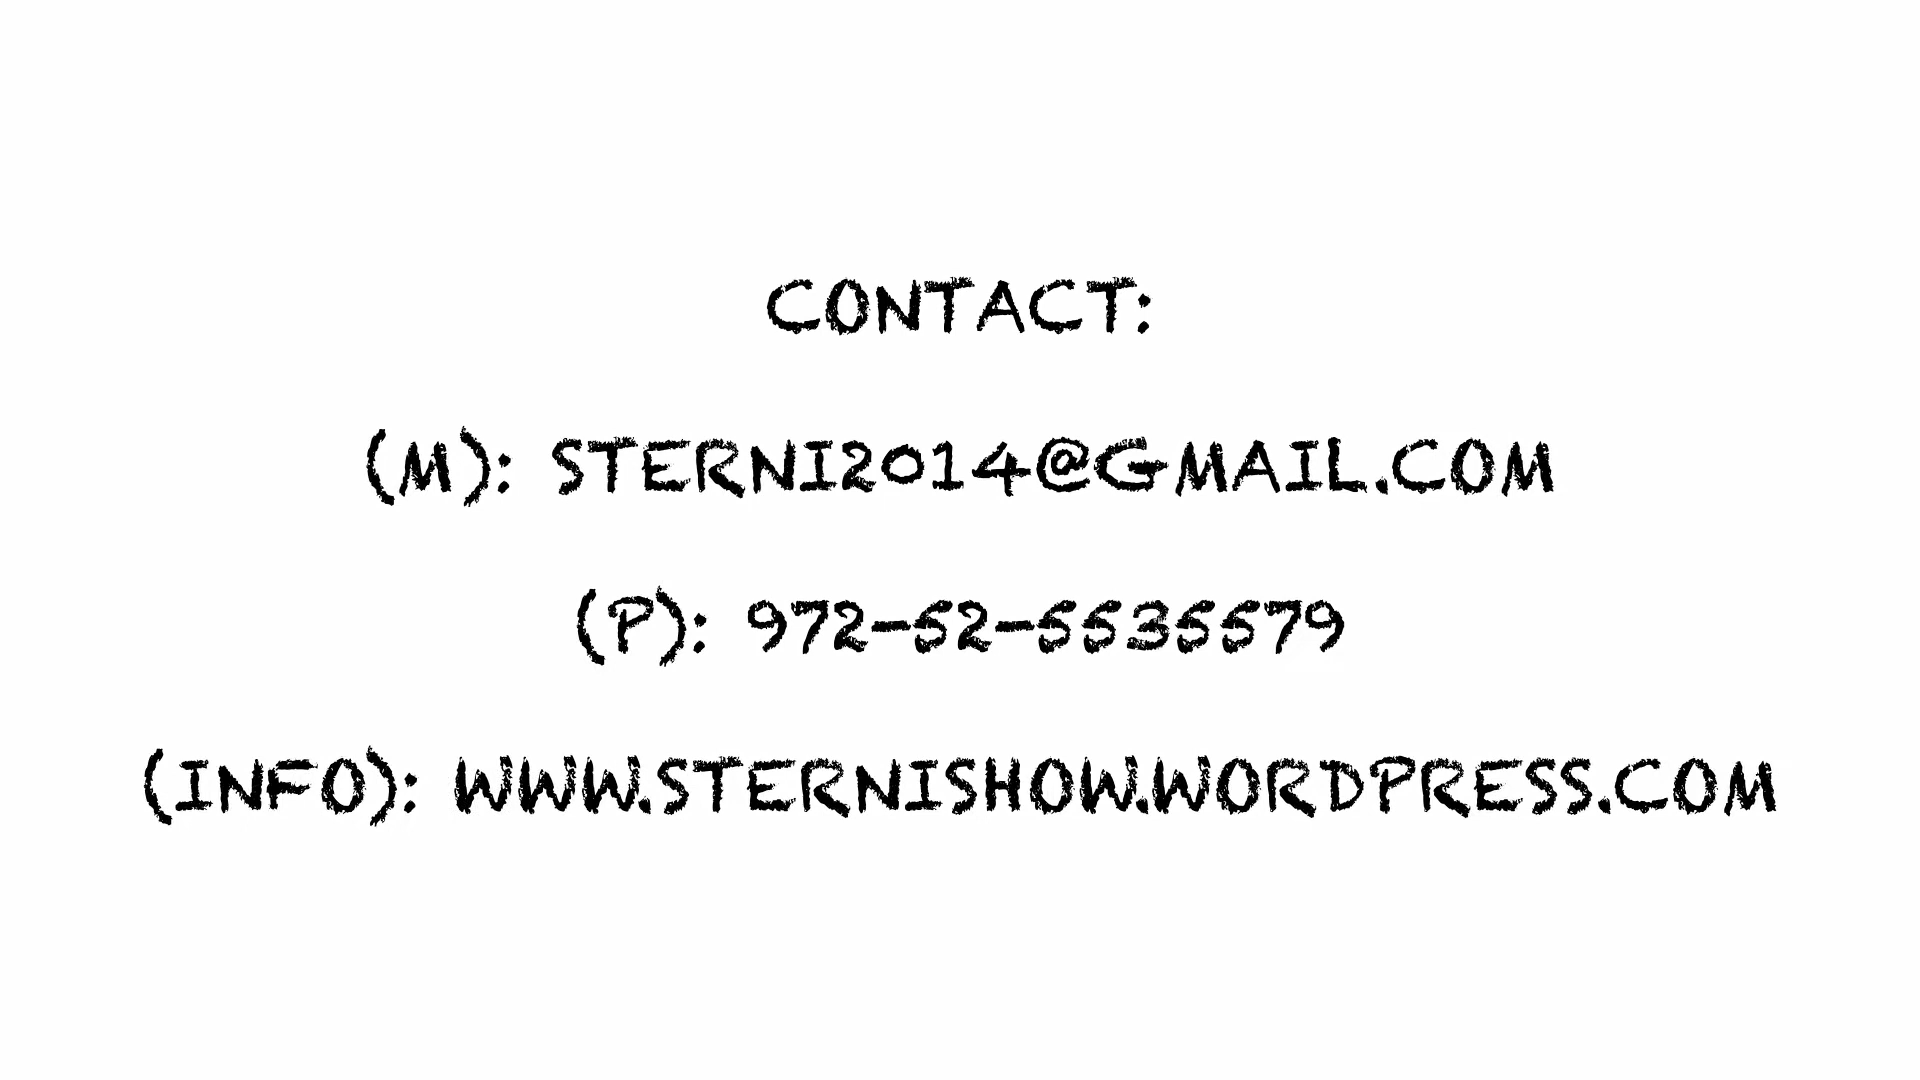 CONTACT:
(M): STERNI2014@GMAIL.COM
(P): 972-52-5535579
(INFO): WWW.STERNISHOW.WORDPRESS.COM